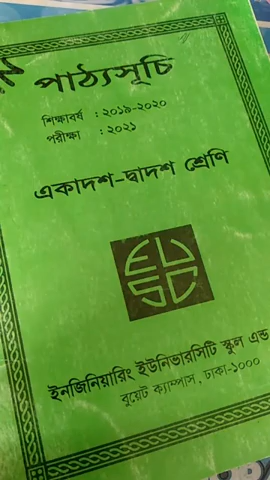 পাঠ্যসূচি
শিক্ষাবর্ষ : ২০১৯-২০২০
পরীক্ষা : ২০২১
একাদশ-দ্বাদশ শ্রেণি
ইনজিনিয়ারিং ইউনিভারসিটি স্কুল এন্ড
বুয়েট ক্যাম্পাস, ঢাকা-১০০০